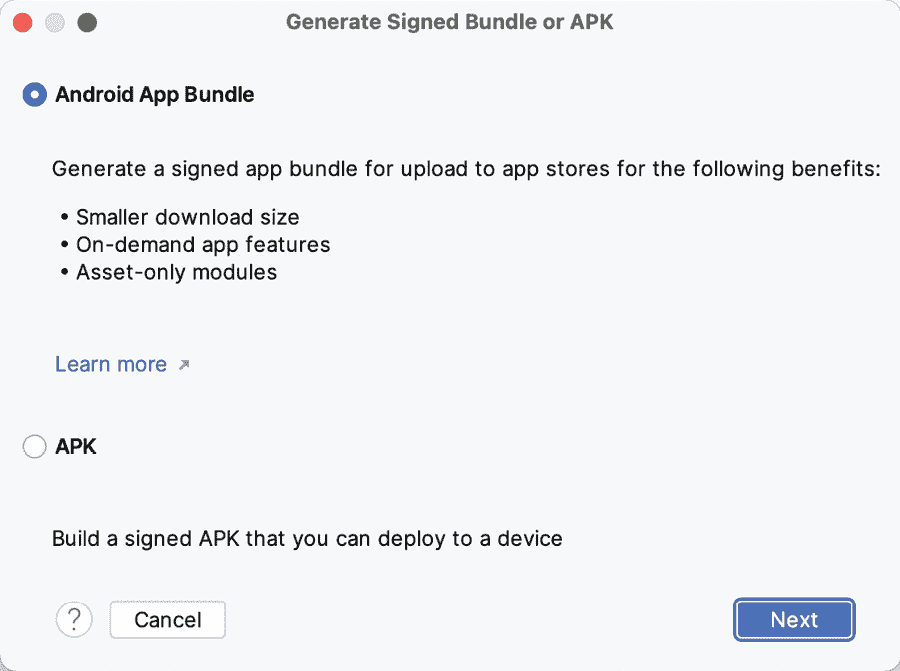 Generate Signed Bundle or APK
Android App Bundle
Generate a signed app bundle for upload to app stores for the following benefits:
• Smaller download size
• On-demand app features
• Asset-only modules
Learn more ↗
APK
Build a signed APK that you can deploy to a device
? Cancel Next